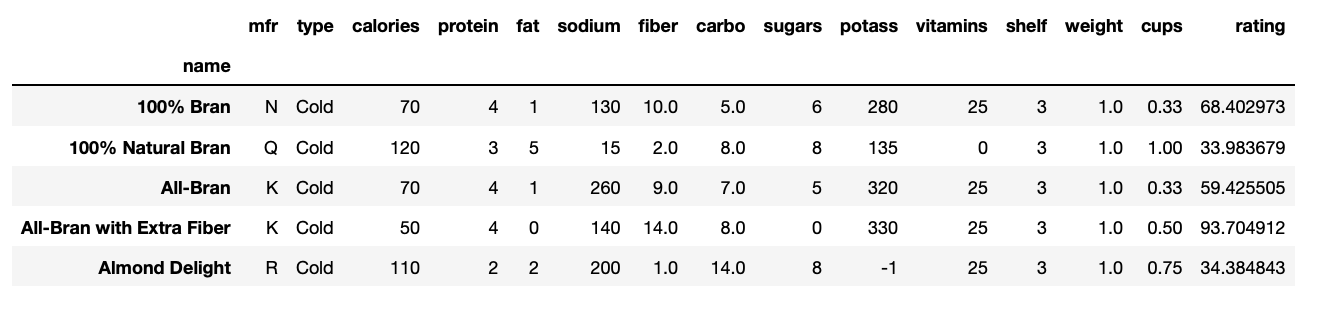 mfr type calories protein fat sodium fiber carbo sugars potass vitamins shelf weight cups rating
name
100% Bran N Cold 70 4 1 130 10.0 5.0 6 280 25 3 1.0 0.33 68.402973
100% Natural Bran Q Cold 120 3 5 15 2.0 8.0 8 135 0 3 1.0 1.00 33.983679
All-Bran K Cold 70 4 1 260 9.0 7.0 5 320 25 3 1.0 0.33 59.425505
All-Bran with Extra Fiber K Cold 50 4 0 140 14.0 8.0 0 330 25 3 1.0 0.50 93.704912
Almond Delight R Cold 110 2 2 200 1.0 14.0 8 -1 25 3 1.0 0.75 34.384843